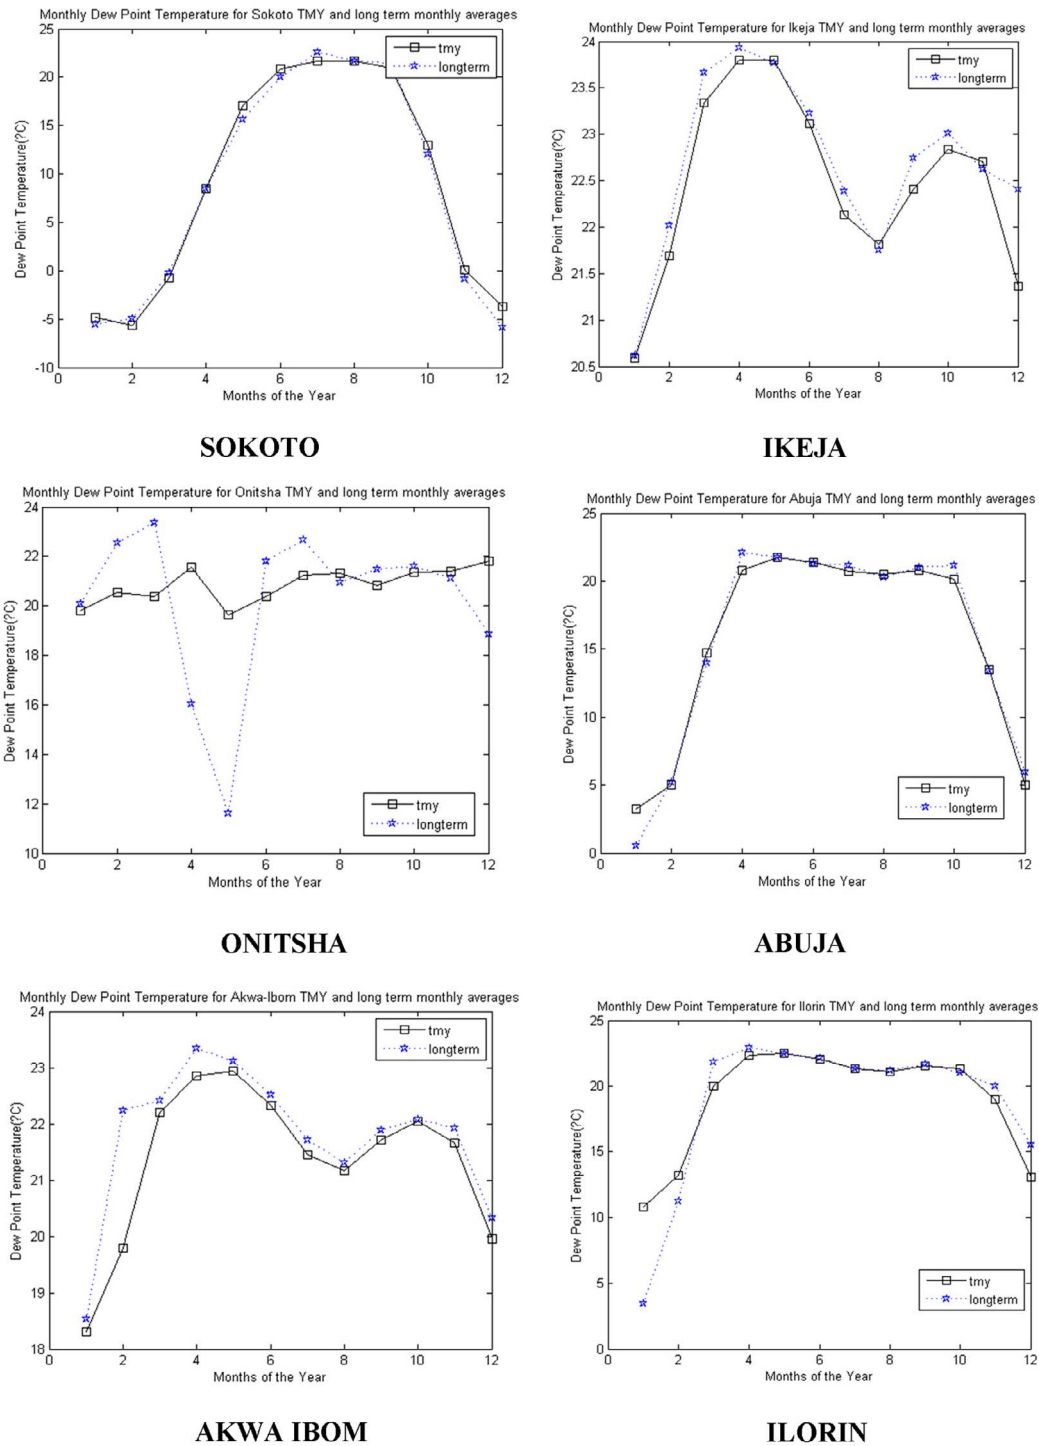 Monthly Dew Point Temperature for Sokoto TMY and long term monthly averages
25
20
15
10
5
0
-5
-10
0 2 4 6 8 10 12
Dew Point Temperature(?C)
Months of the Year
tmy
longterm
SOKOTO
Monthly Dew Point Temperature for Ikeja TMY and long term monthly averages
24
23.5
23
22.5
22
21.5
21
20.5
0 2 4 6 8 10 12
Dew Point Temperature(?C)
Months of the Year
tmy
longterm
IKEJA
Monthly Dew Point Temperature for Onitsha TMY and long term monthly averages
24
22
20
18
16
14
12
10
0 2 4 6 8 10 12
Dew Point Temperature(?C)
Months of the Year
tmy
longterm
ONITSHA
Monthly Dew Point Temperature for Abuja TMY and long term monthly averages
25
20
15
10
5
0
0 2 4 6 8 10 12
Dew Point Temperature(?C)
Months of the Year
tmy
longterm
ABUJA
Monthly Dew Point Temperature for Akwa-Ibom TMY and long term monthly averages
24
23
22
21
20
19
18
0 2 4 6 8 10 12
Dew Point Temperature(?C)
Months of the Year
tmy
longterm
AKWA IBOM
Monthly Dew Point Temperature for Ilorin TMY and long term monthly averages
25
20
15
10
5
0
0 2 4 6 8 10 12
Dew Point Temperature(?C)
Months of the Year
tmy
longterm
ILORIN